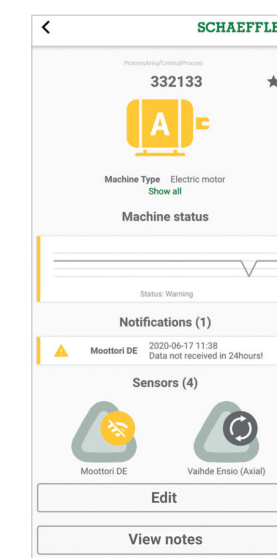 SCHAEFFLE
ProcessArea/CentralProcess
332133
A
Machine Type Electric motor
Show all
Machine status
Status: Warning
Notifications (1)
Moottori DE 2020-06-17 11:38
Data not received in 24hours!
Sensors (4)
Moottori DE Vaihde Ensio (Axial)
Edit
View notes